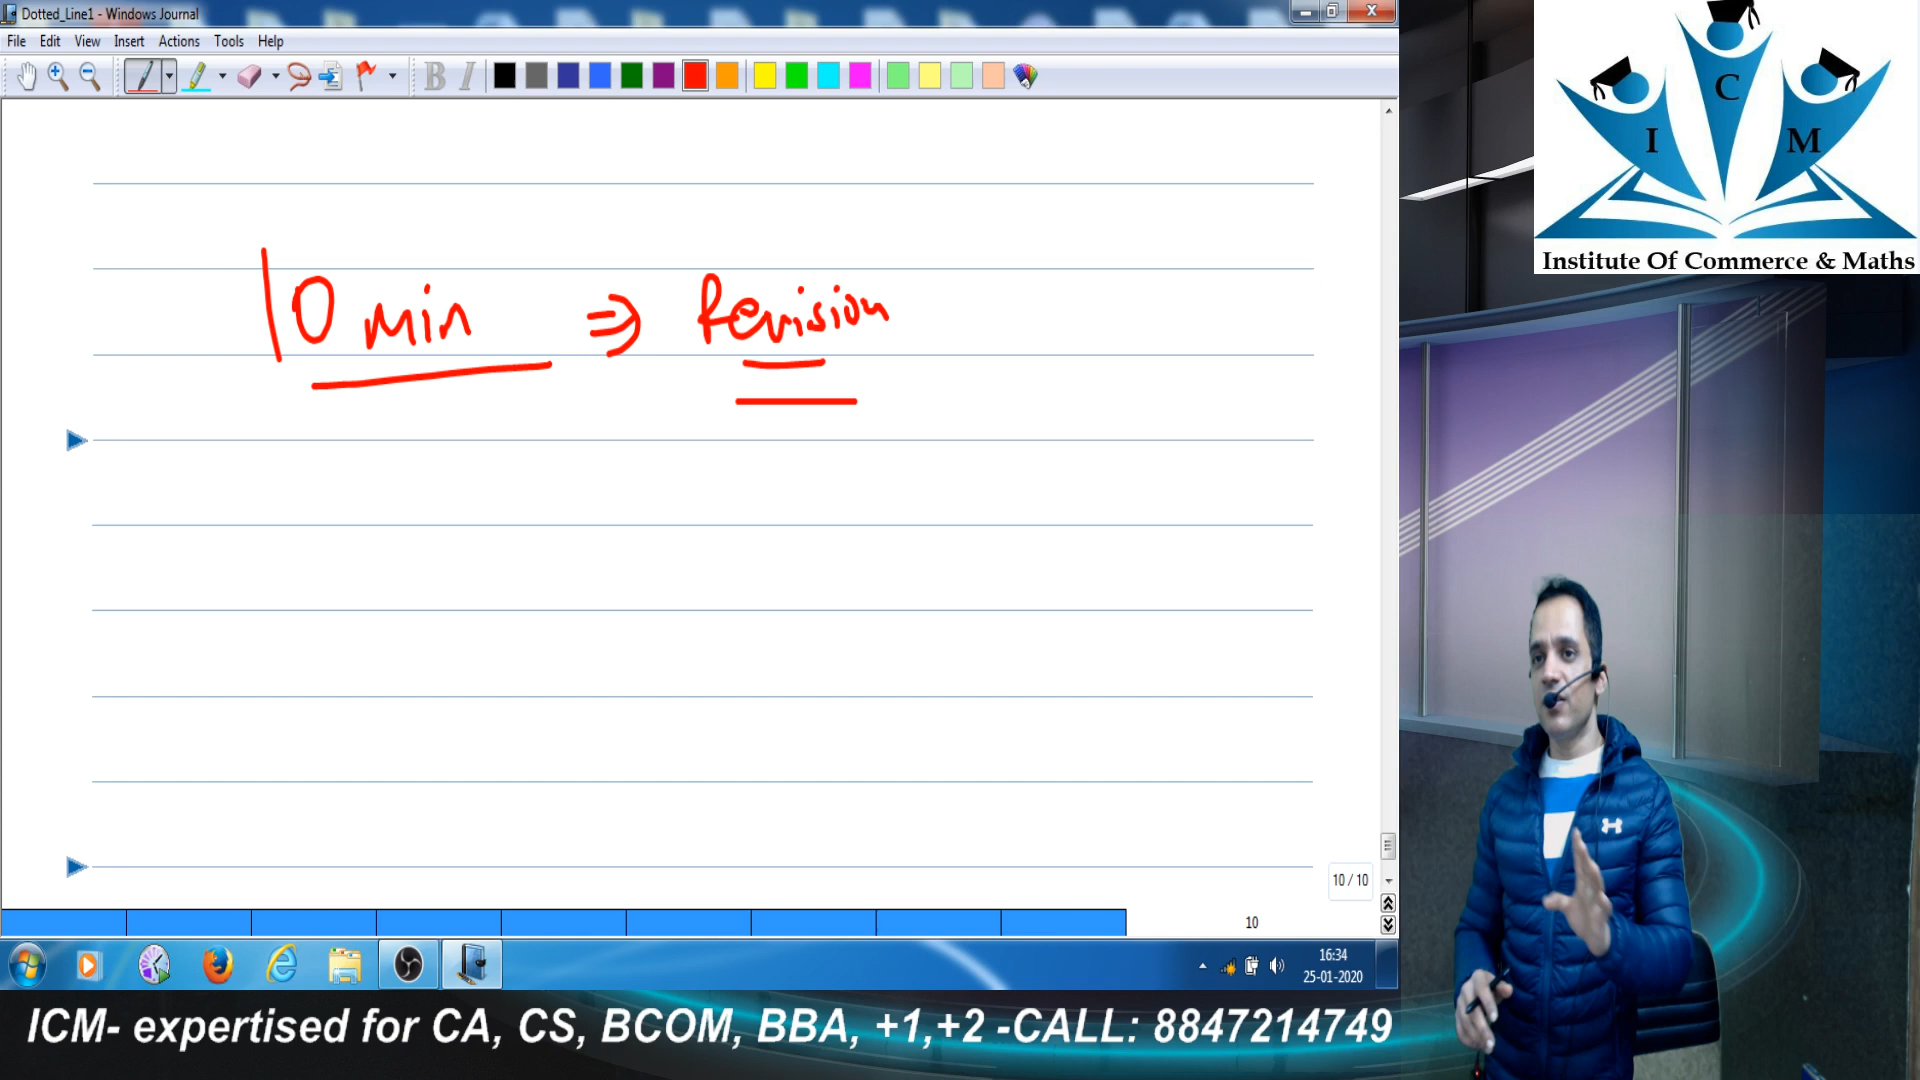 Dotted_Line1 - Windows Journal
File Edit View Insert Actions Tools Help
B I
10 min ⇒ Revision
10 / 10
10
16:34
25-01-2020
I C M
Institute Of Commerce & Maths
ICM- expertised for CA, CS, BCOM, BBA, +1,+2 -CALL: 8847214749